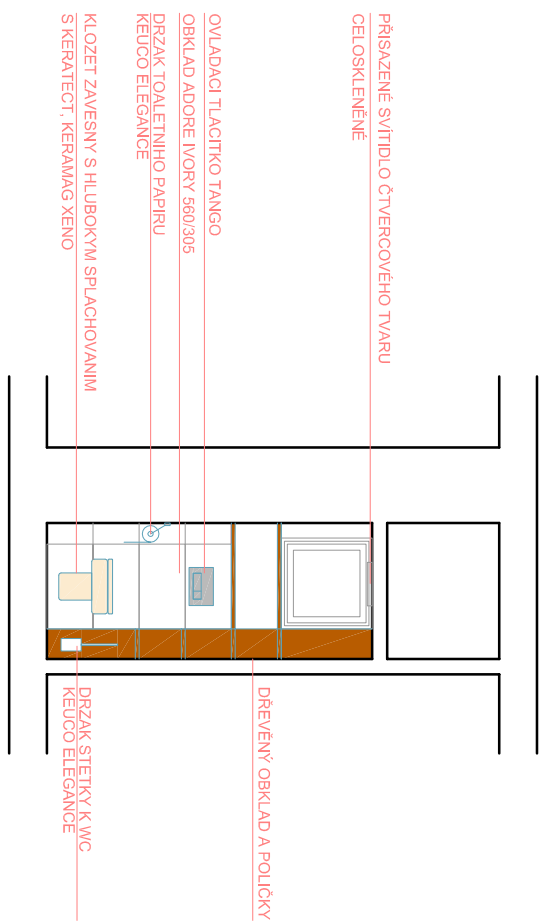 PŘISAZENÉ SVÍTIDLO ČTVERCOVÉHO TVARU
CELOSKLENĚNÉ
OVLADACI TLACITKO TANGO
OBKLAD ADORE IVORY 560/305
DRZAK TOALETNIHO PAPIRU
KEUCO ELEGANCE
KLOZET ZAVESNY S HLUBOKYM SPLACHOVANIM
S KERATECT, KERAMAG XENO
DŘEVĚNÝ OBKLAD A POLIČKY
DRZAK STETKY K WC
KEUCO ELEGANCE